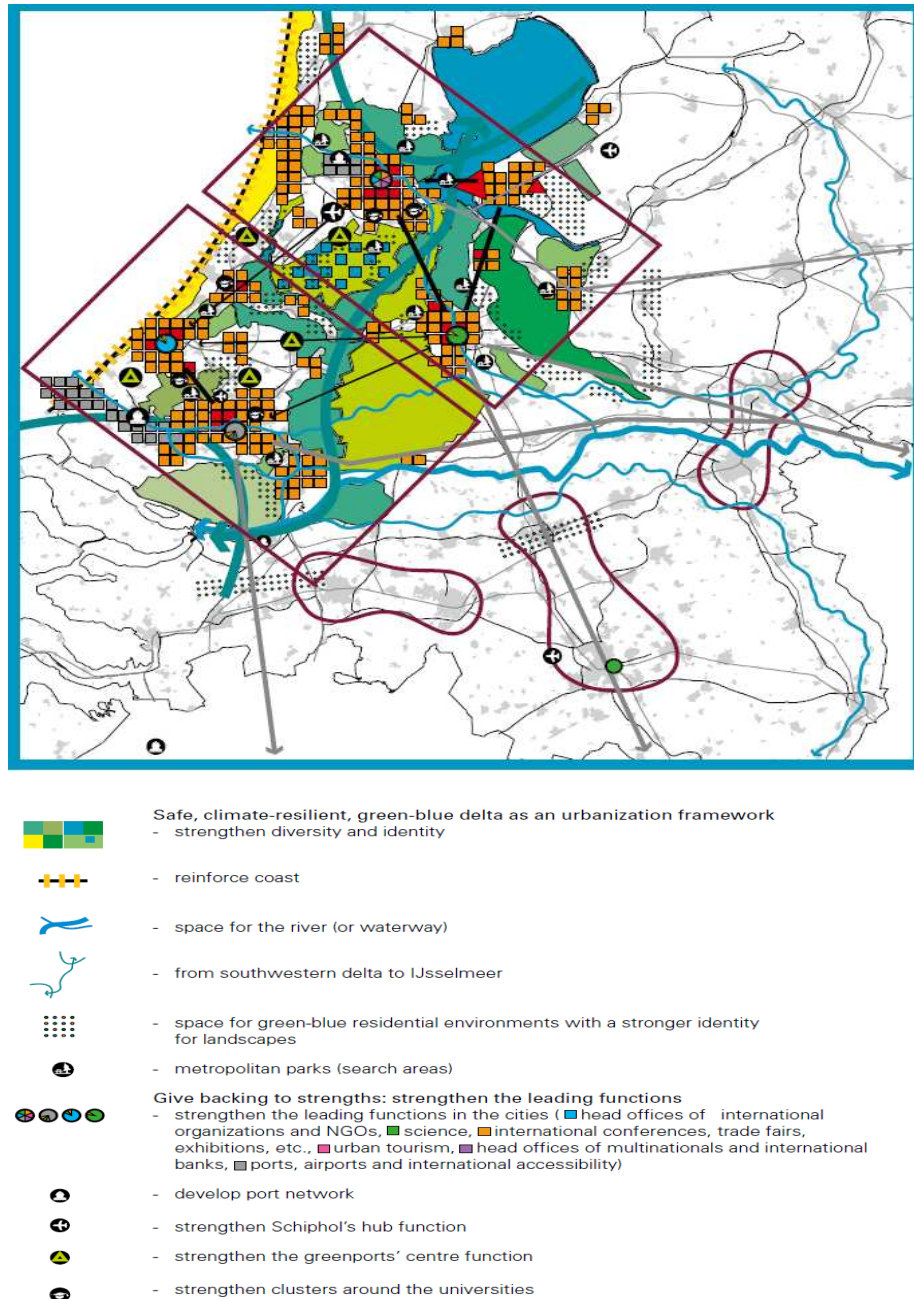 Safe, climate-resilient, green-blue delta as an urbanization framework
- strengthen diversity and identity
- reinforce coast
- space for the river (or waterway)
- from southwestern delta to IJsselmeer
- space for green-blue residential environments with a stronger identity
for landscapes
- metropolitan parks (search areas)
Give backing to strengths: strengthen the leading functions
- strengthen the leading functions in the cities ( head offices of international
organizations and NGOs, science, international conferences, trade fairs,
exhibitions, etc., urban tourism, head offices of multinationals and international
banks, ports, airports and international accessibility)
- develop port network
- strengthen Schiphol's hub function
- strengthen the greenports' centre function
- strengthen clusters around the universities